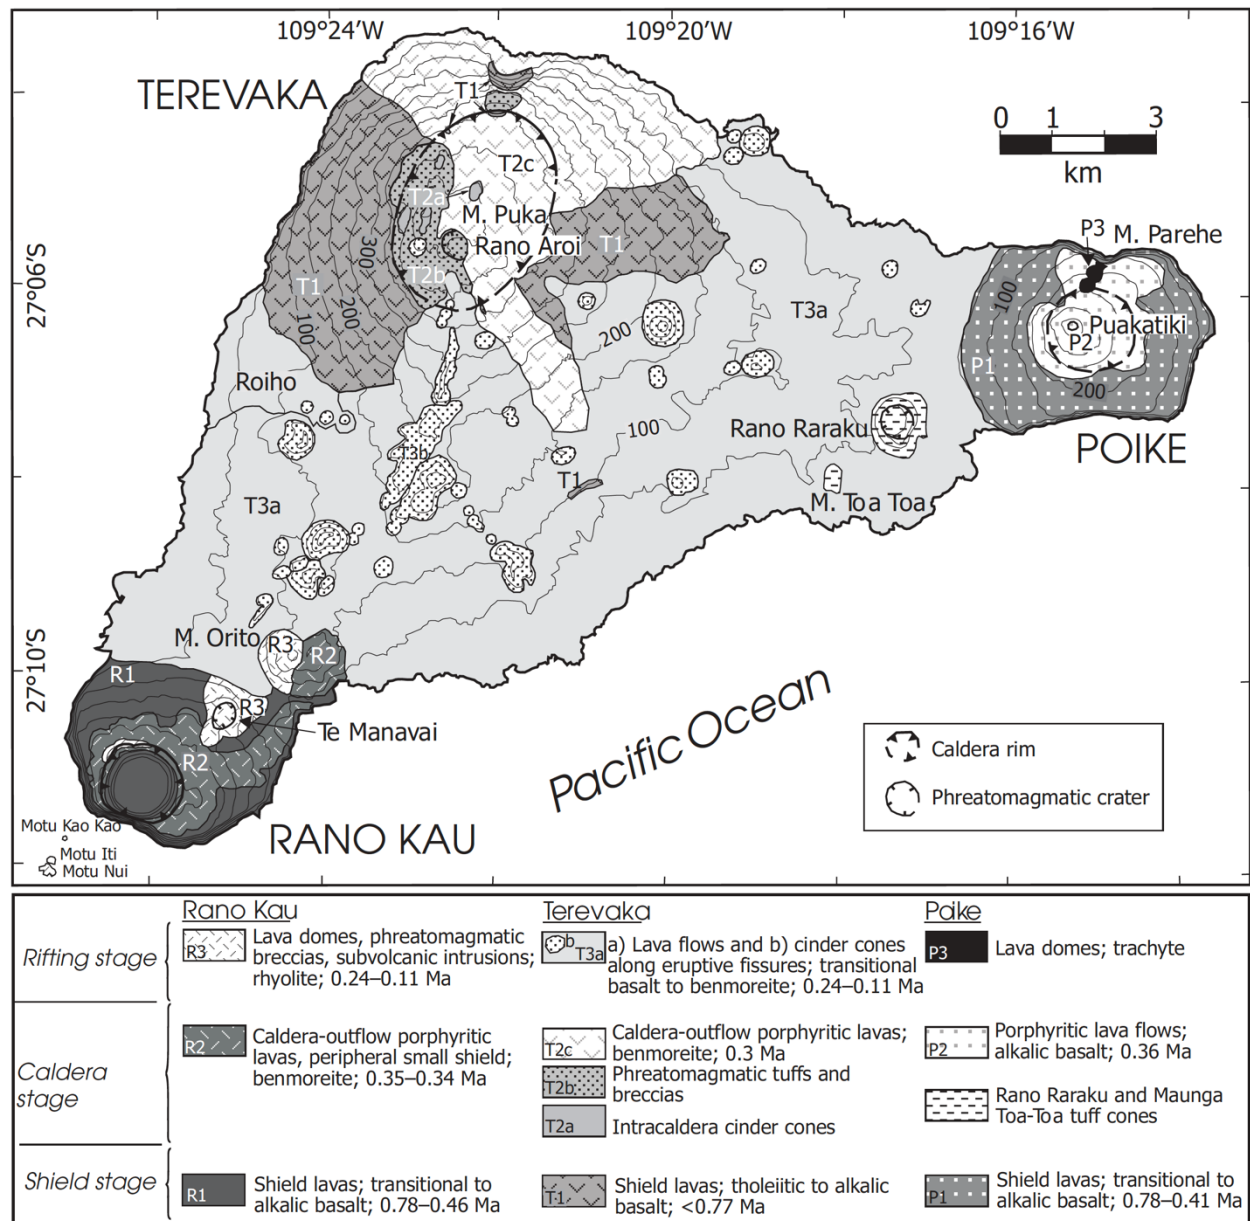 109°24′W
109°20′W
109°16′W
TEREVAKA
T1
0 1 3
km
T2c
T2a
M. Puka
Rano Aroi
T1
P3
M. Parehe
27°06′S
300
T1
T2b
T3a
100
Puakatiki
P2
200
100
200
P1
200
Roiho
100
Rano Raraku
POIKE
T3b
T1
M. Toa Toa
T3a
M. Orito
R3
R2
27°10′S
R1
R3
Te Manavai
Pacific Ocean
R2
Caldera rim
Phreatomagmatic crater
Motu Kao Kao
Motu Iti
Motu Nui
RANO KAU
Rano Kau
Terevaka
Poike
Rifting stage
R3
Lava domes, phreatomagmatic
breccias, subvolcanic intrusions;
rhyolite; 0.24–0.11 Ma
b
T3a
a) Lava flows and b) cinder cones
along eruptive fissures; transitional
basalt to benmoreite; 0.24–0.11 Ma
P3
Lava domes; trachyte
Caldera
stage
R2
Caldera-outflow porphyritic
lavas, peripheral small shield;
benmoreite; 0.35–0.34 Ma
T2c
Caldera-outflow porphyritic lavas;
benmoreite; 0.3 Ma
T2b
Phreatomagmatic tuffs and
breccias
T2a
Intracaldera cinder cones
P2
Porphyritic lava flows;
alkalic basalt; 0.36 Ma
Rano Raraku and Maunga
Toa-Toa tuff cones
Shield stage
R1
Shield lavas; transitional to
alkalic basalt; 0.78–0.46 Ma
T1
Shield lavas; tholeiitic to alkalic
basalt; <0.77 Ma
P1
Shield lavas; transitional to
alkalic basalt; 0.78–0.41 Ma